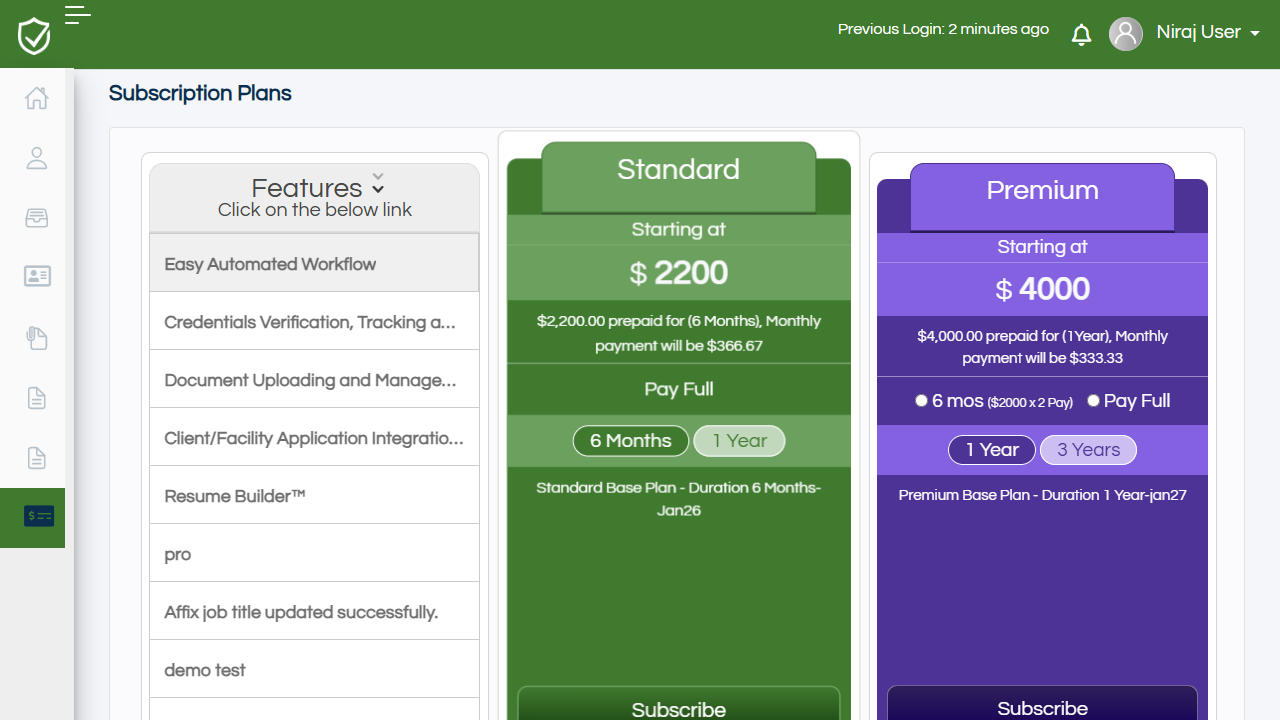 Previous Login: 2 minutes ago
Niraj User
Subscription Plans
Features
Click on the below link
Easy Automated Workflow
Credentials Verification, Tracking a...
Document Uploading and Manage...
Client/Facility Application Integratio...
Resume Builder™
pro
Affix job title updated successfully.
demo test
Standard
Starting at
$ 2200
$2,200.00 prepaid for (6 Months), Monthly
payment will be $366.67
Pay Full
6 Months 1 Year
Standard Base Plan - Duration 6 Months-
Jan26
Subscribe
Premium
Starting at
$ 4000
$4,000.00 prepaid for (1Year), Monthly
payment will be $333.33
6 mos ($2000 x 2 Pay) Pay Full
1 Year 3 Years
Premium Base Plan - Duration 1 Year-jan27
Subscribe